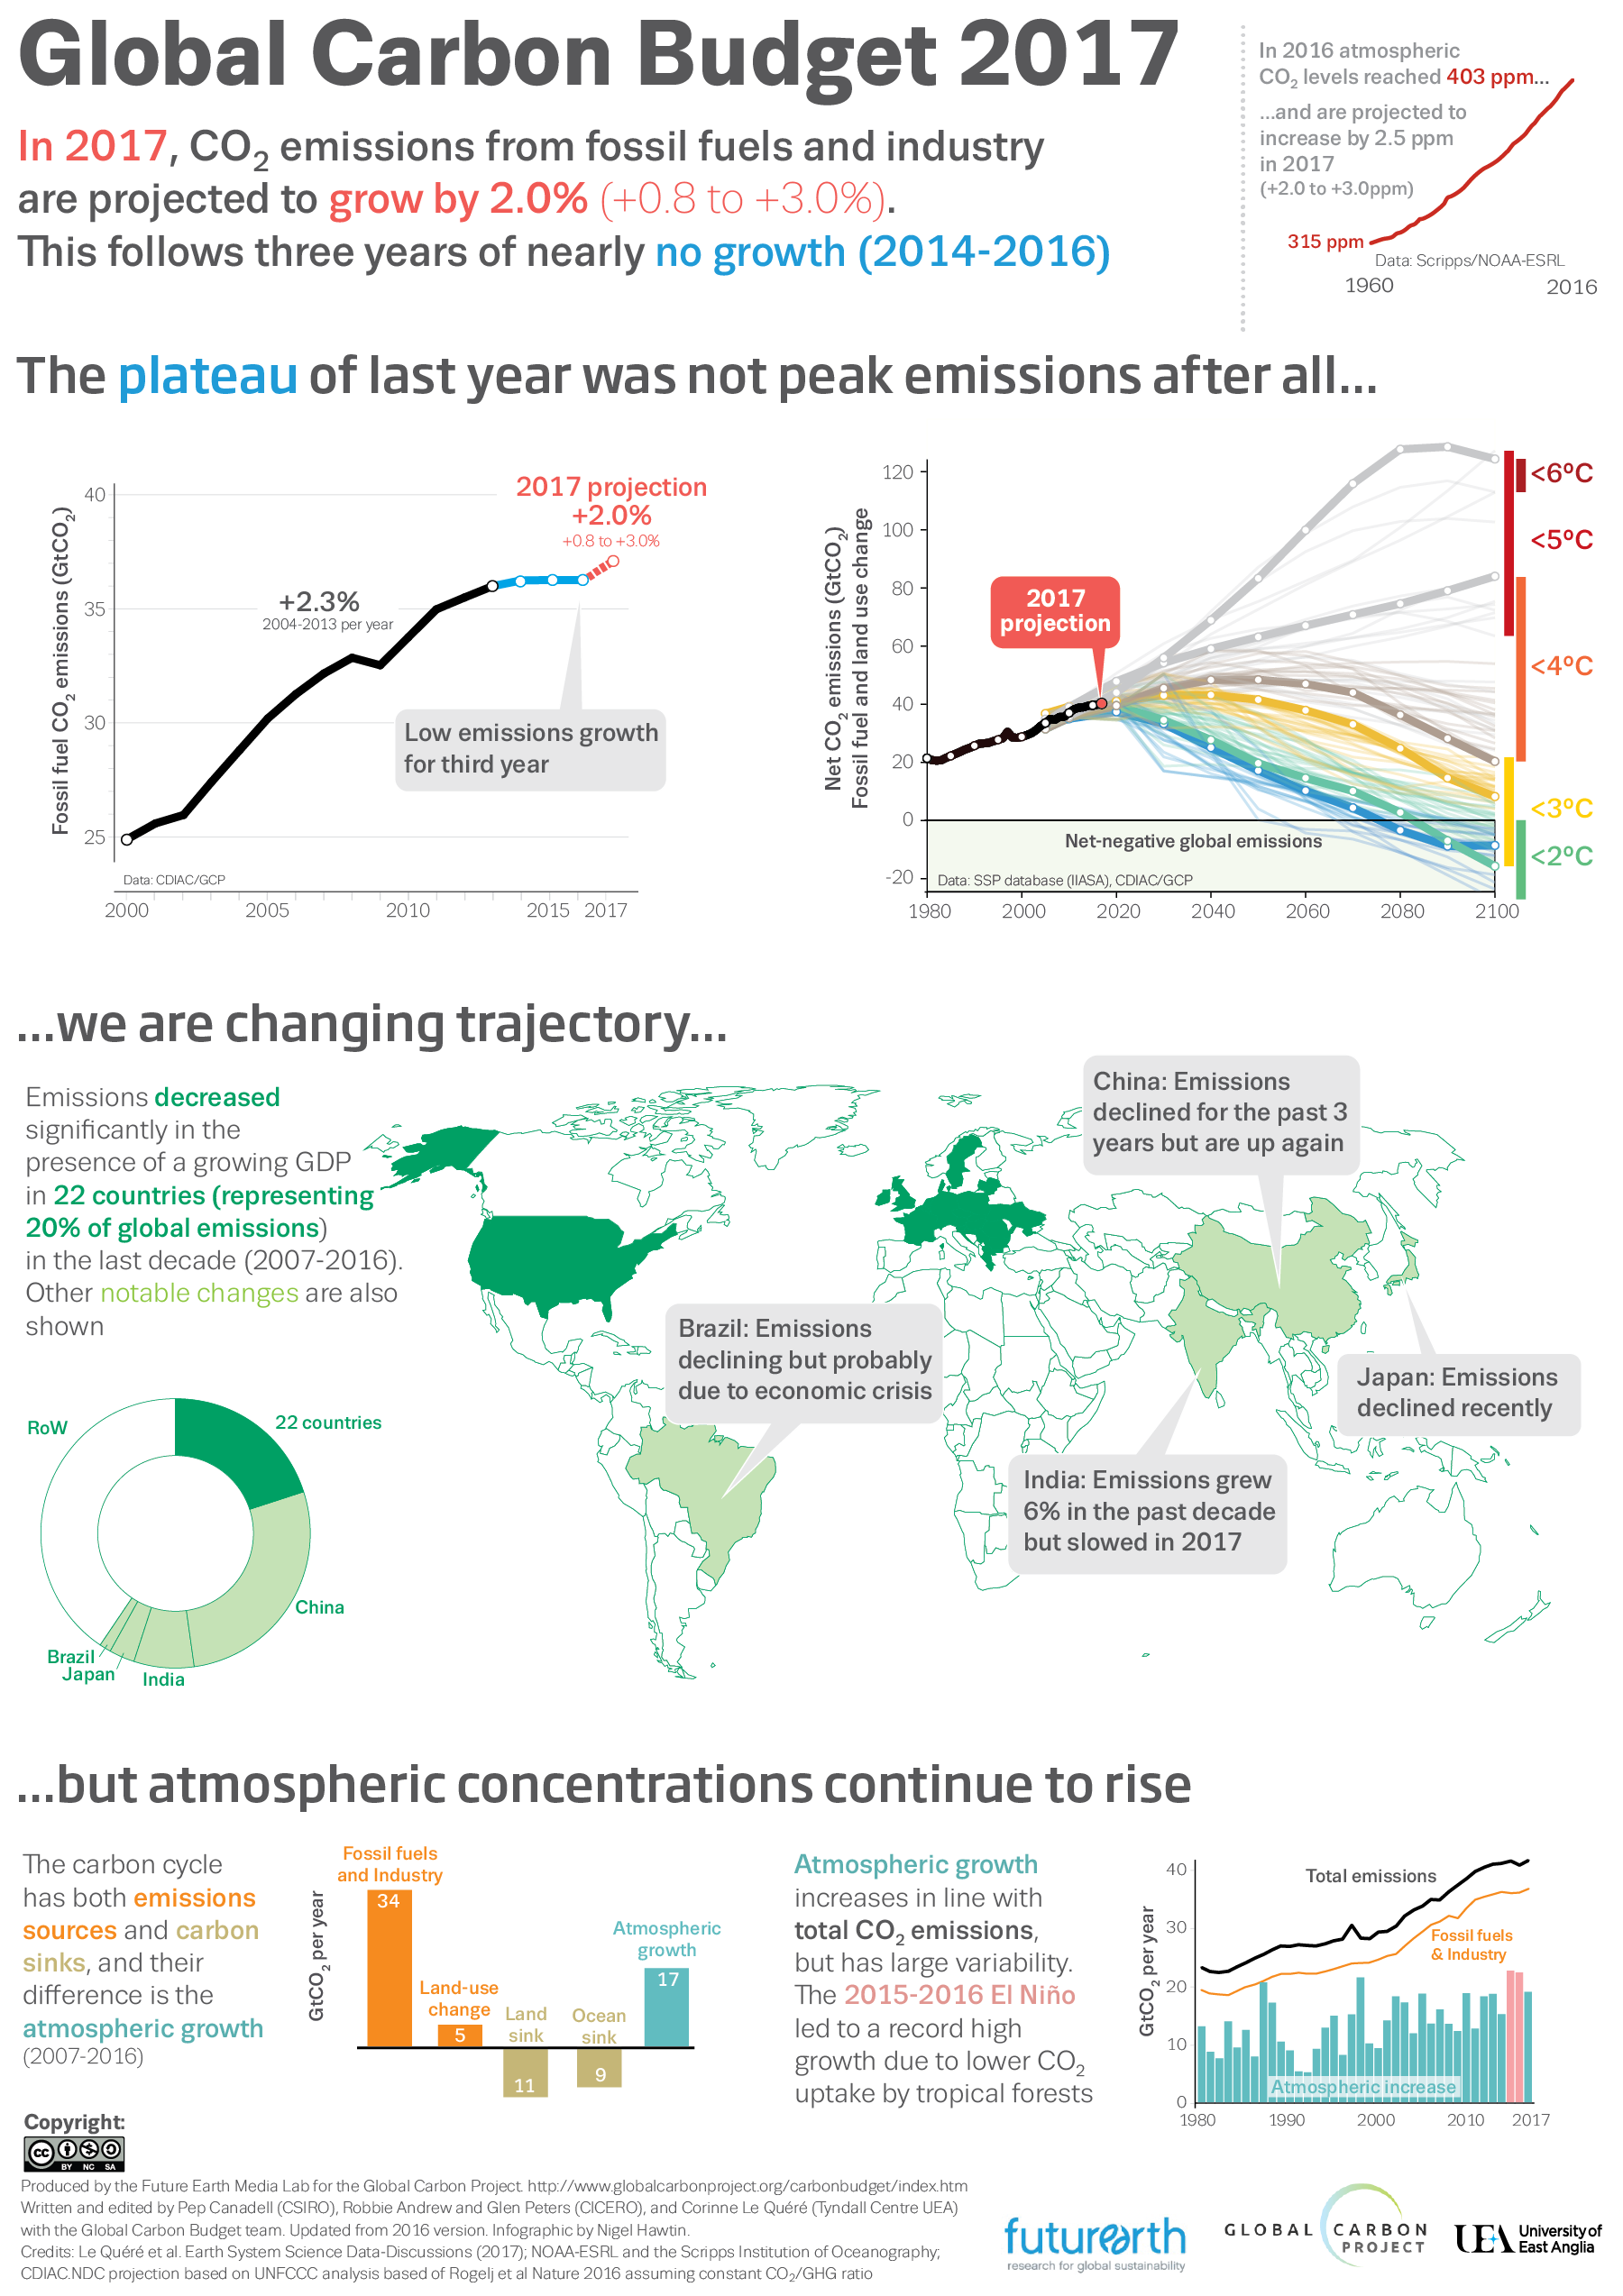 Global Carbon Budget 2017
In 2017, CO2 emissions from fossil fuels and industry
are projected to grow by 2.0% (+0.8 to +3.0%).
This follows three years of nearly no growth (2014-2016)
In 2016 atmospheric
CO2 levels reached 403 ppm...
...and are projected to
increase by 2.5 ppm
in 2017
(+2.0 to +3.0ppm)
315 ppm
Data: Scripps/NOAA-ESRL
1960
2016
The plateau of last year was not peak emissions after all...
Fossil fuel CO2 emissions (GtCO2)
40
35
30
25
2017 projection
+2.0%
+0.8 to +3.0%
+2.3%
2004-2013 per year
Low emissions growth
for third year
Data: CDIAC/GCP
2000
2005
2010
2015
2017
Net CO2 emissions (GtCO2)
Fossil fuel and land use change
120
100
80
60
40
20
0
-20
2017
projection
Net-negative global emissions
Data: SSP database (IIASA), CDIAC/GCP
1980
2000
2020
2040
2060
2080
2100
<6°C
<5°C
<4°C
<3°C
<2°C
...we are changing trajectory...
Emissions decreased
significantly in the
presence of a growing GDP
in 22 countries (representing
20% of global emissions)
in the last decade (2007-2016).
Other notable changes are also
shown
China: Emissions
declined for the past 3
years but are up again
Brazil: Emissions
declining but probably
due to economic crisis
Japan: Emissions
declined recently
India: Emissions grew
6% in the past decade
but slowed in 2017
RoW
22 countries
China
Brazil
Japan
India
...but atmospheric concentrations continue to rise
The carbon cycle
has both emissions
sources and carbon
sinks, and their
difference is the
atmospheric growth
(2007-2016)
GtCO2 per year
Fossil fuels
and Industry
34
Land-use
change
5
Land
sink
11
Ocean
sink
9
Atmospheric
growth
17
Atmospheric growth
increases in line with
total CO2 emissions,
but has large variability.
The 2015-2016 El Niño
led to a record high
growth due to lower CO2
uptake by tropical forests
GtCO2 per year
40
30
20
10
0
Total emissions
Fossil fuels
& Industry
Atmospheric increase
1980
1990
2000
2010
2017
Copyright:
cc
BY NC SA
Produced by the Future Earth Media Lab for the Global Carbon Project. http://www.globalcarbonproject.org/carbonbudget/index.htm
Written and edited by Pep Canadell (CSIRO), Robbie Andrew and Glen Peters (CICERO), and Corinne Le Quéré (Tyndall Centre UEA)
with the Global Carbon Budget team. Updated from 2016 version. Infographic by Nigel Hawtin.
Credits: Le Quéré et al. Earth System Science Data-Discussions (2017); NOAA-ESRL and the Scripps Institution of Oceanography;
CDIAC.NDC projection based on UNFCCC analysis based of Rogelj et al Nature 2016 assuming constant CO2/GHG ratio
futurearth
research for global sustainability
GLOBAL CARBON
PROJECT
UEA University of
East Anglia